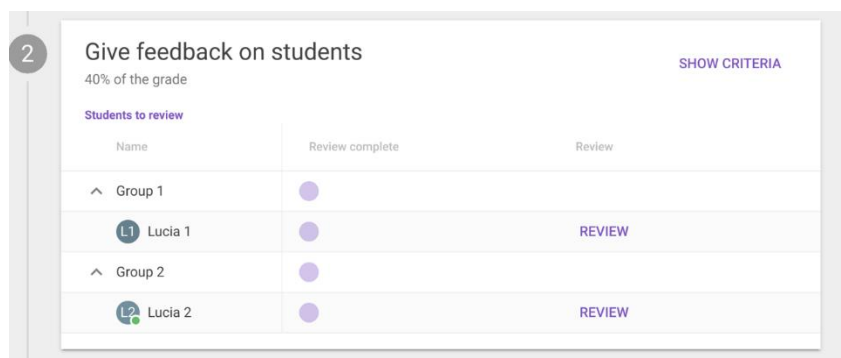 2
Give feedback on students
SHOW CRITERIA
40% of the grade
Students to review
Name Review complete Review
Group 1
L1 Lucia 1 REVIEW
Group 2
L2 Lucia 2 REVIEW